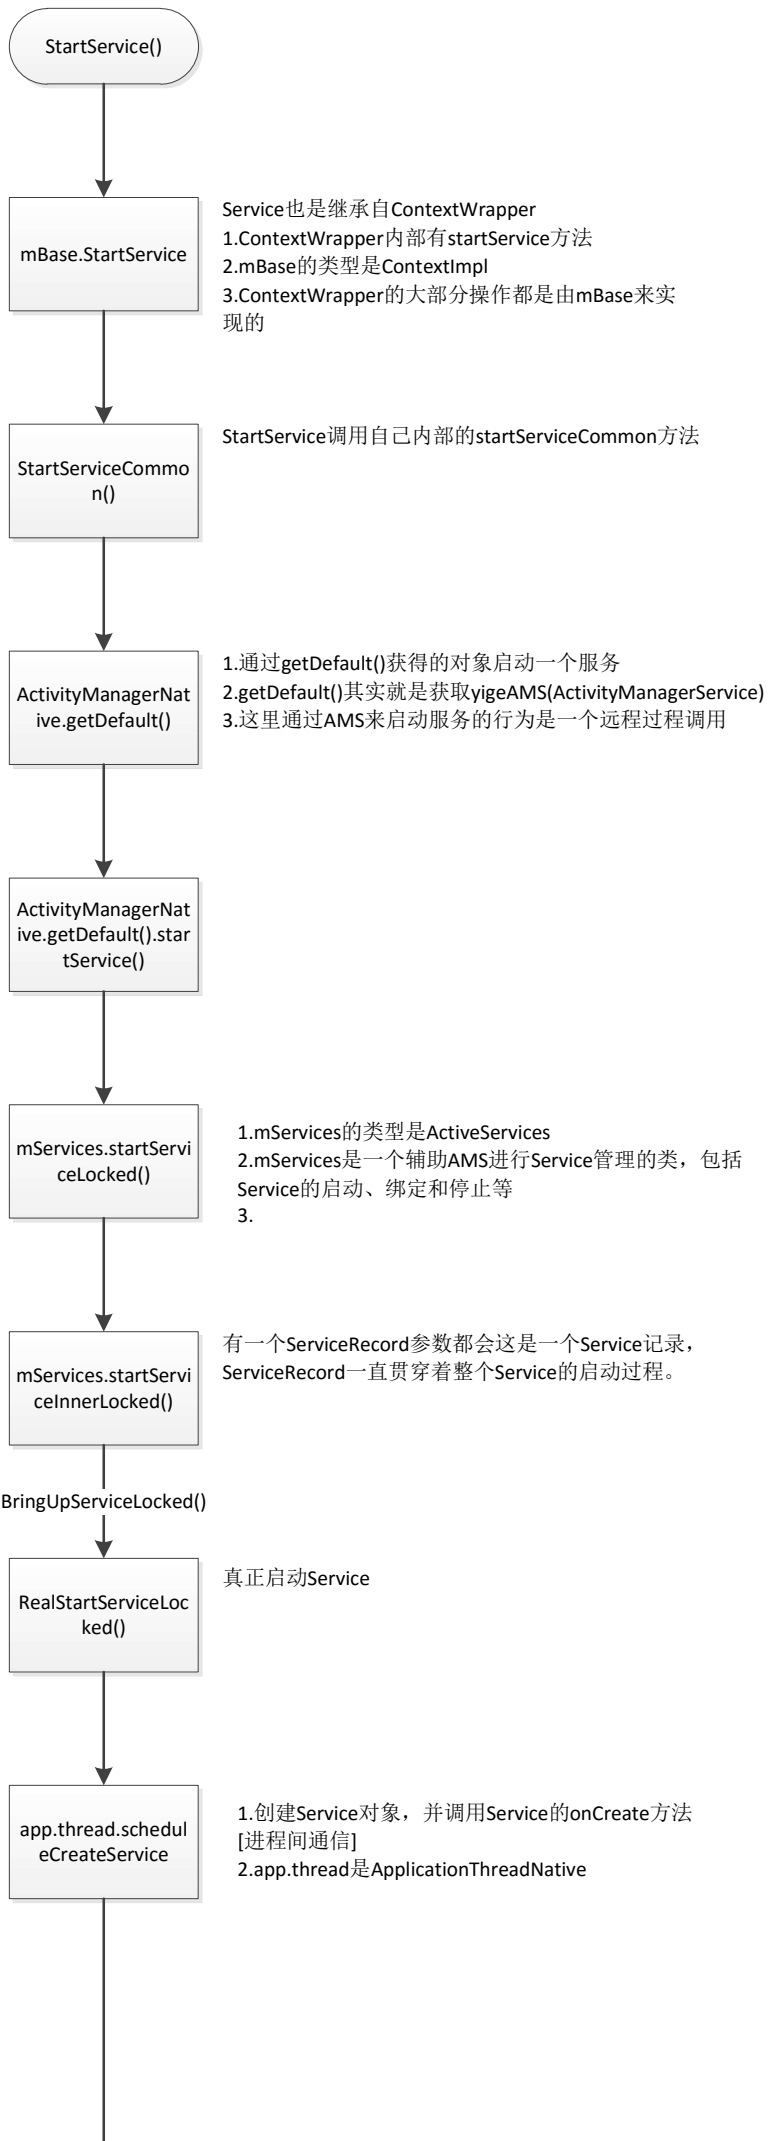 StartService()
mBase.StartService
Service也是继承自ContextWrapper
1.ContextWrapper内部有startService方法
2.mBase的类型是ContextImpl
3.ContextWrapper的大部分操作都是由mBase来实
现的
StartServiceCommo
n()
StartService调用自己内部的startServiceCommon方法
ActivityManagerNat
ive.getDefault()
1.通过getDefault()获得的对象启动一个服务
2.getDefault()其实就是获取yigeAMS(ActivityManagerService)
3.这里通过AMS来启动服务的行为是一个远程过程调用
ActivityManagerNat
ive.getDefault().star
tService()
mServices.startServi
ceLocked()
1.mServices的类型是ActiveServices
2.mServices是一个辅助AMS进行Service管理的类，包括
Service的启动、绑定和停止等
3.
mServices.startServi
ceInnerLocked()
有一个ServiceRecord参数都会这是一个Service记录，
ServiceRecord一直贯穿着整个Service的启动过程。
BringUpServiceLocked()
RealStartServiceLoc
ked()
真正启动Service
app.thread.schedul
eCreateService
1.创建Service对象，并调用Service的onCreate方法
[进程间通信]
2.app.thread是ApplicationThreadNative